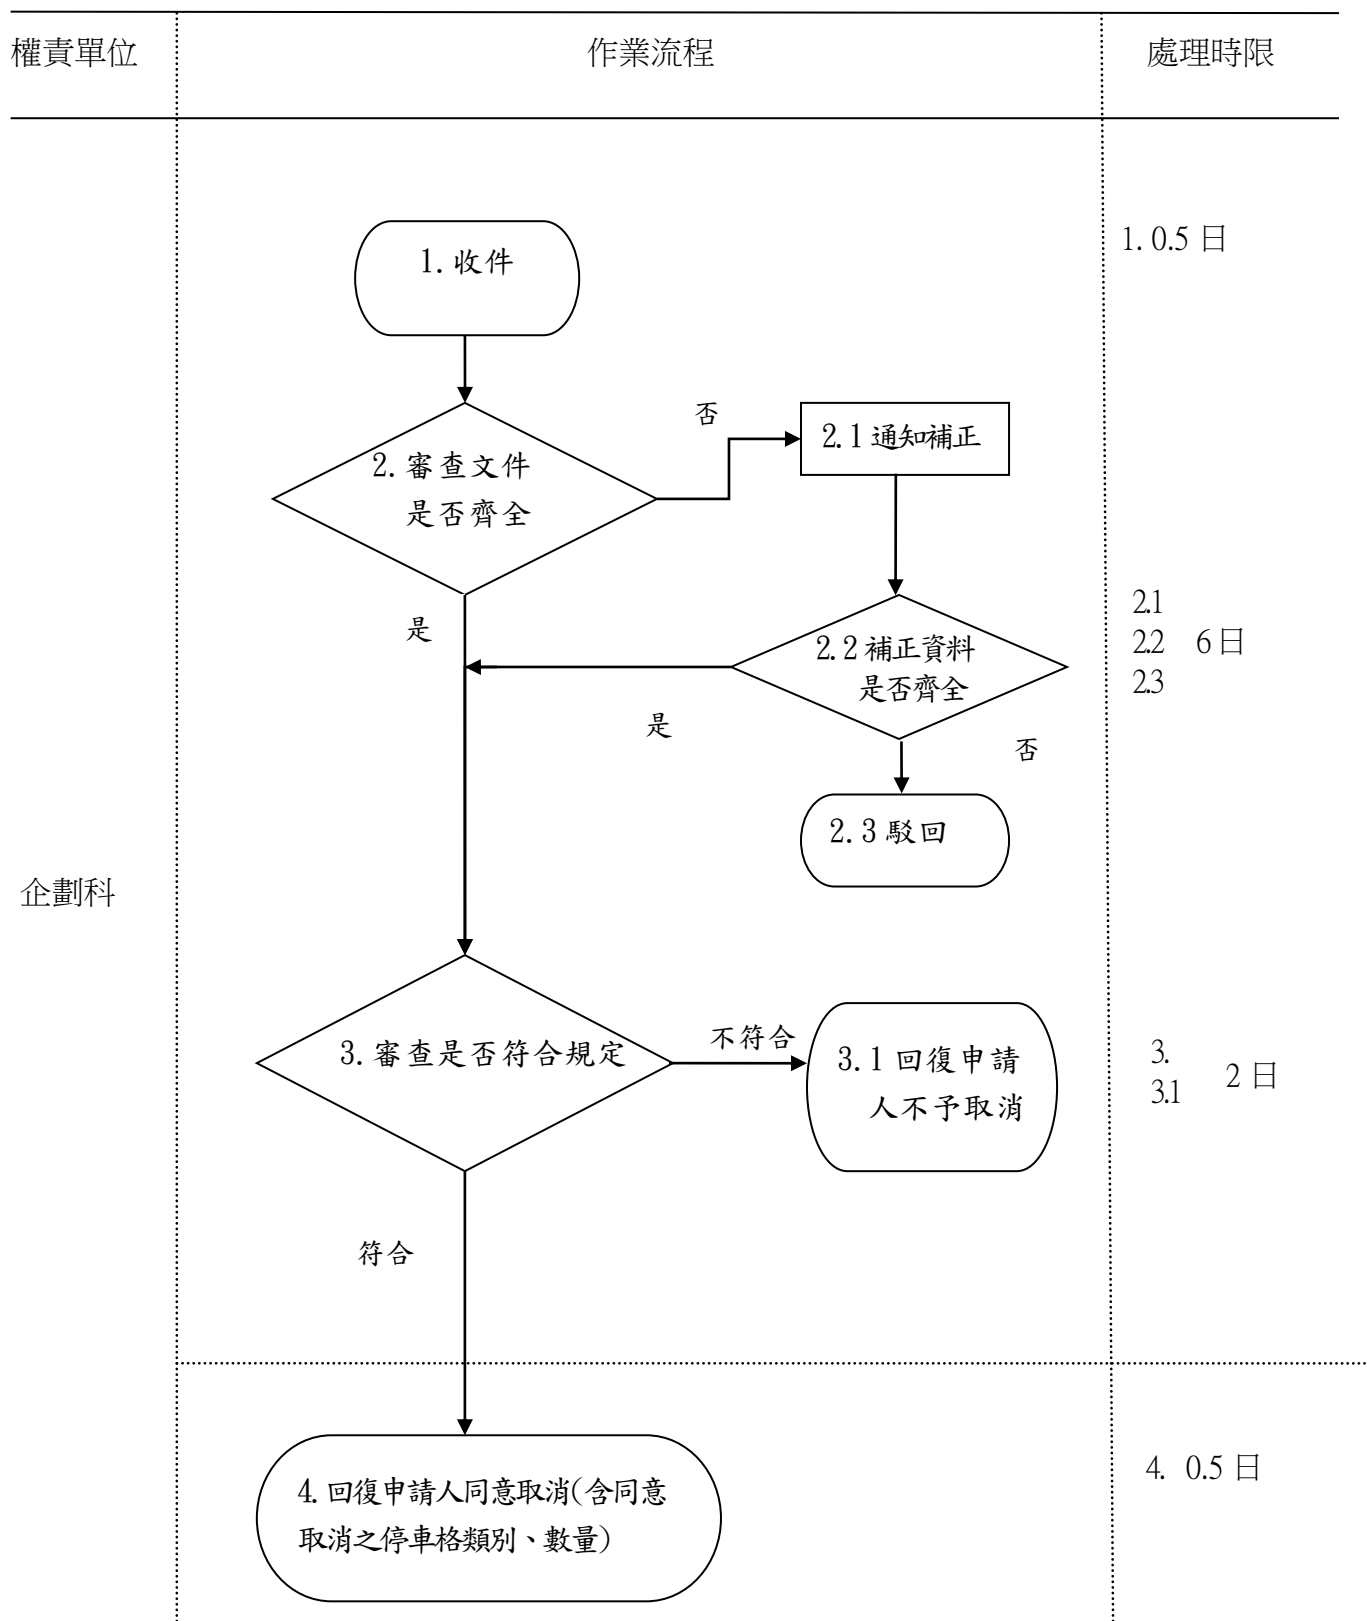 權責單位
作業流程
處理時限
1. 0.5 日
1. 收件
否
2.1 通知補正
2. 審查文件
是否齊全
是
2.2 補正資料
是否齊全
2.1
2.2 6日
2.3
是
否
2.3 駁回
企劃科
3. 審查是否符合規定
不符合
3.1 回復申請
人不予取消
3.
3.1 2 日
符合
4. 回復申請人同意取消(含同意
取消之停車格類別、數量)
4. 0.5 日